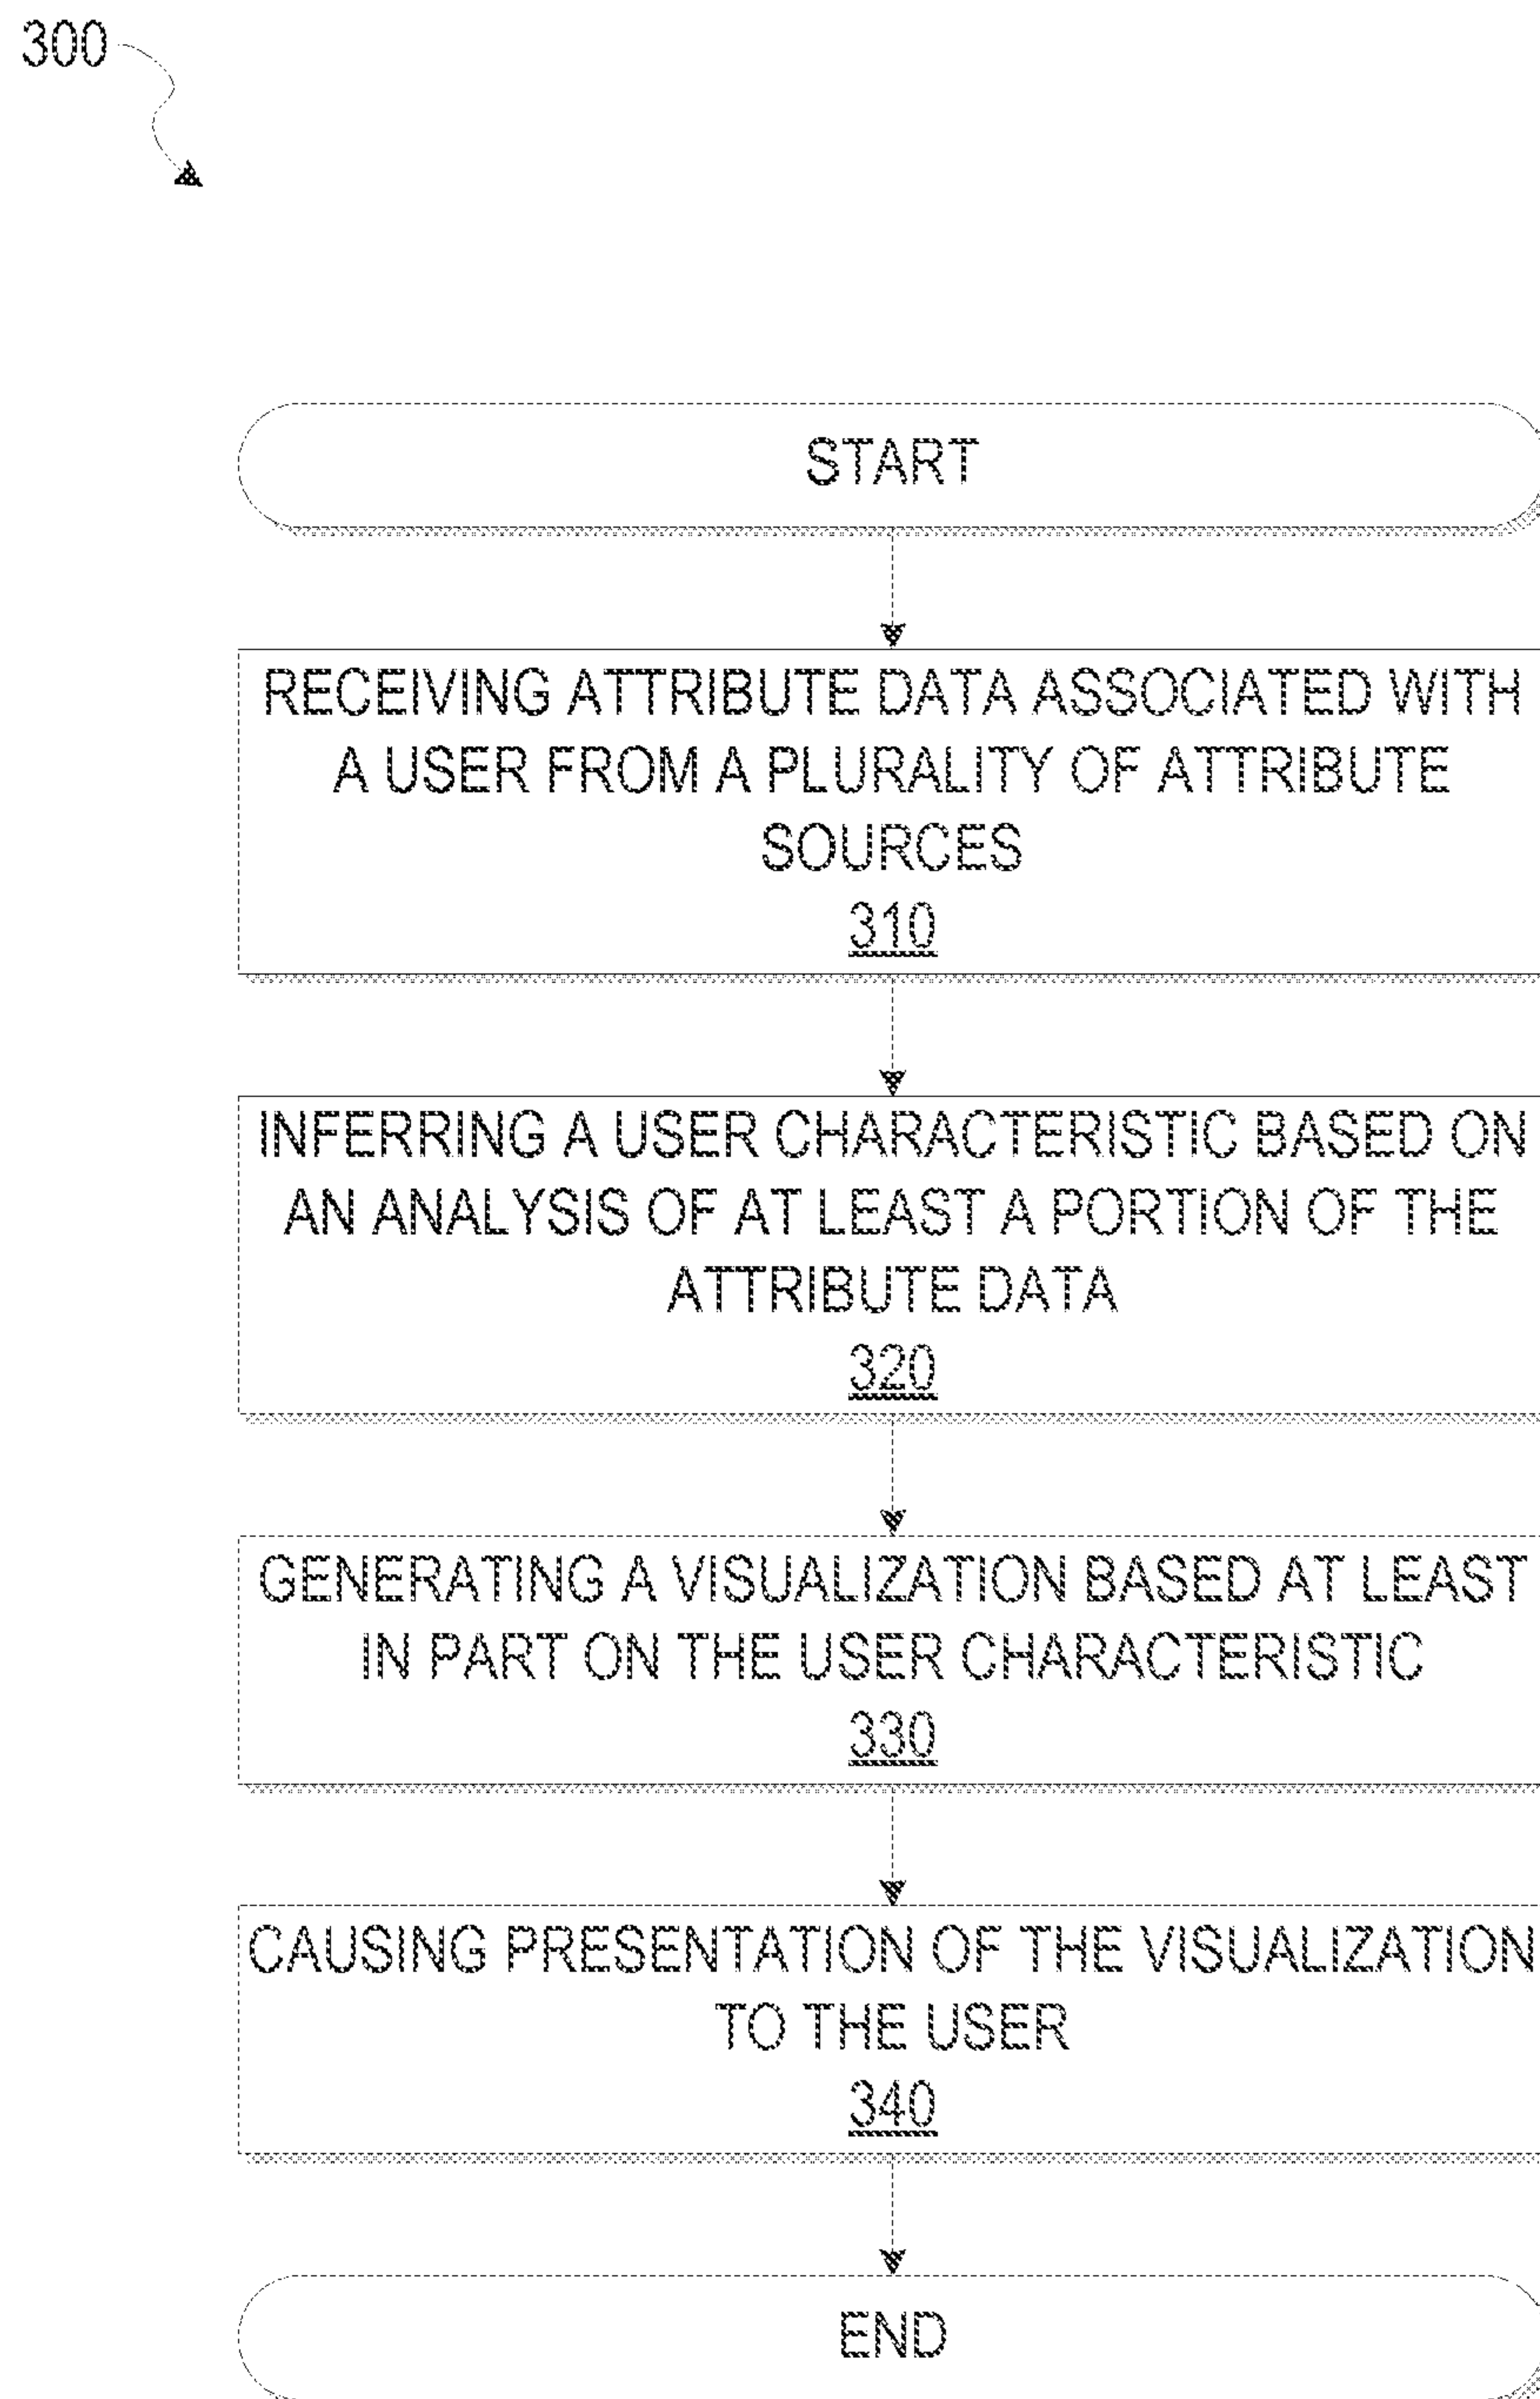 300
START
RECEIVING ATTRIBUTE DATA ASSOCIATED WITH
A USER FROM A PLURALITY OF ATTRIBUTE
SOURCES
310
INFERRING A USER CHARACTERISTIC BASED ON
AN ANALYSIS OF AT LEAST A PORTION OF THE
ATTRIBUTE DATA
320
GENERATING A VISUALIZATION BASED AT LEAST
IN PART ON THE USER CHARACTERISTIC
330
CAUSING PRESENTATION OF THE VISUALIZATION
TO THE USER
340
END